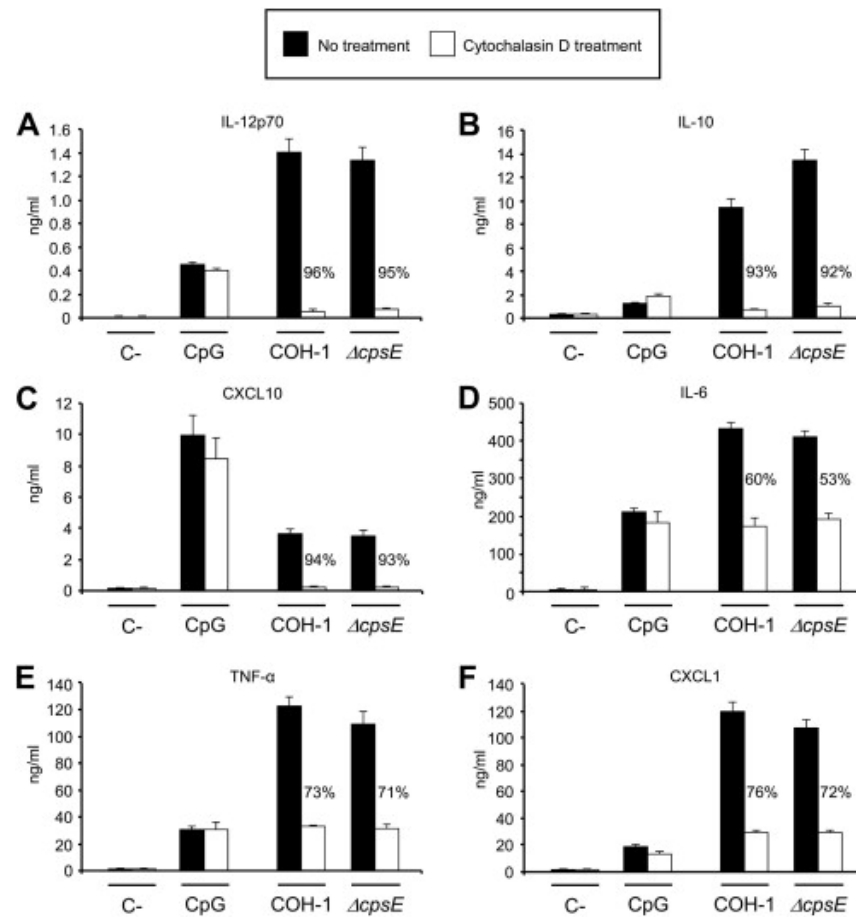 No treatment Cytochalasin D treatment
A IL-12p70
1.6
1.4
1.2
1.0
0.8
0.6
0.4
0.2
0
ng/ml
96% 95%
C- CpG COH-1 ΔcpsE
B IL-10
16
14
12
10
8
6
4
2
0
ng/ml
93% 92%
C- CpG COH-1 ΔcpsE
C CXCL10
12
10
8
6
4
2
0
ng/ml
94% 93%
C- CpG COH-1 ΔcpsE
D IL-6
500
400
300
200
100
0
ng/ml
60% 53%
C- CpG COH-1 ΔcpsE
E TNF-α
140
120
100
80
60
40
20
0
ng/ml
73% 71%
C- CpG COH-1 ΔcpsE
F CXCL1
140
120
100
80
60
40
20
0
ng/ml
76% 72%
C- CpG COH-1 ΔcpsE